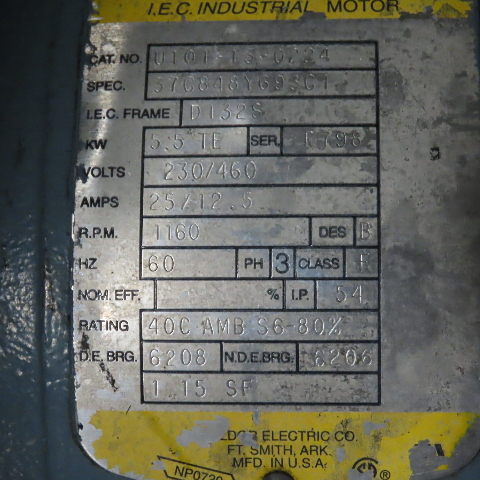 I.E.C. INDUSTRIAL MOTOR
CAT. NO.
SPEC.
I.E.C. FRAME D132S
KW 5.5 TE SER.
VOLTS 230/460
AMPS 25/12.5
R.P.M. 1160 DES B
HZ 60 PH 3 CLASS F
NOM. EFF. % I.P. 54
RATING 40C AMB S6-80%
D.E. BRG. 6208 N.D.E. BRG. 6206
1.15 SF
ELECTRIC CO.
FT. SMITH, ARK.
MFD. IN U.S.A.